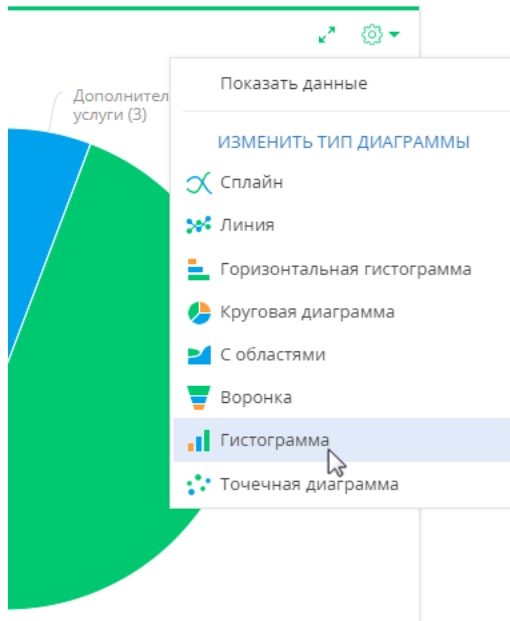 Дополнител
услуги (3)
Показать данные
ИЗМЕНИТЬ ТИП ДИАГРАММЫ
Сплайн
Линия
Горизонтальная гистограмма
Круговая диаграмма
С областями
Воронка
Гистограмма
Точечная диаграмма